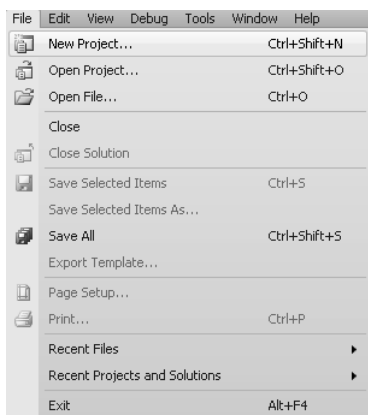 File Edit View Debug Tools Window Help
New Project... Ctrl+Shift+N
Open Project... Ctrl+Shift+O
Open File... Ctrl+O
Close
Close Solution
Save Selected Items Ctrl+S
Save Selected Items As...
Save All Ctrl+Shift+S
Export Template...
Page Setup...
Print... Ctrl+P
Recent Files
Recent Projects and Solutions
Exit Alt+F4